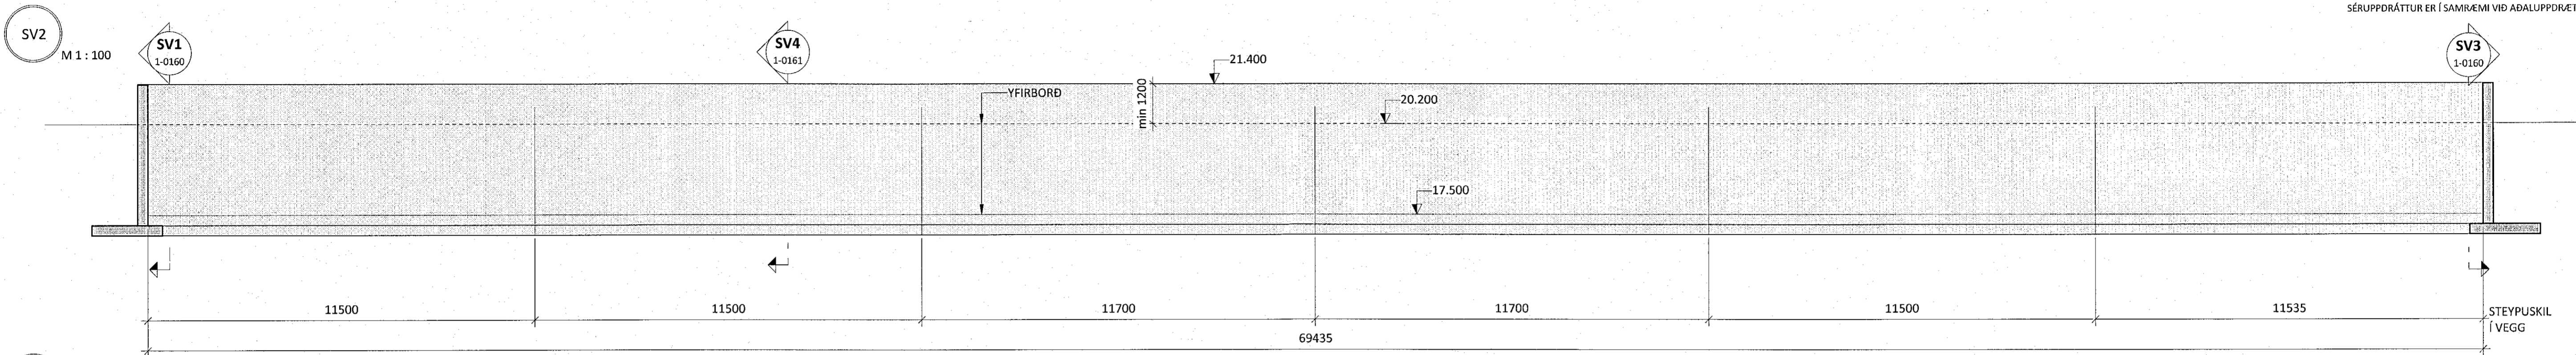 SÉRUPPDRÁTTUR ER Í SAMRÆMI VIÐ AÐALUPPDRÆT
SV2
M 1 : 100
SV1
1-0160
SV4
1-0161
SV3
1-0160
21.400
YFIRBORÐ
min 1200
20.200
17.500
11500
11500
11700
11700
11500
11535
STEYPUSKIL
Í VEGG
69435